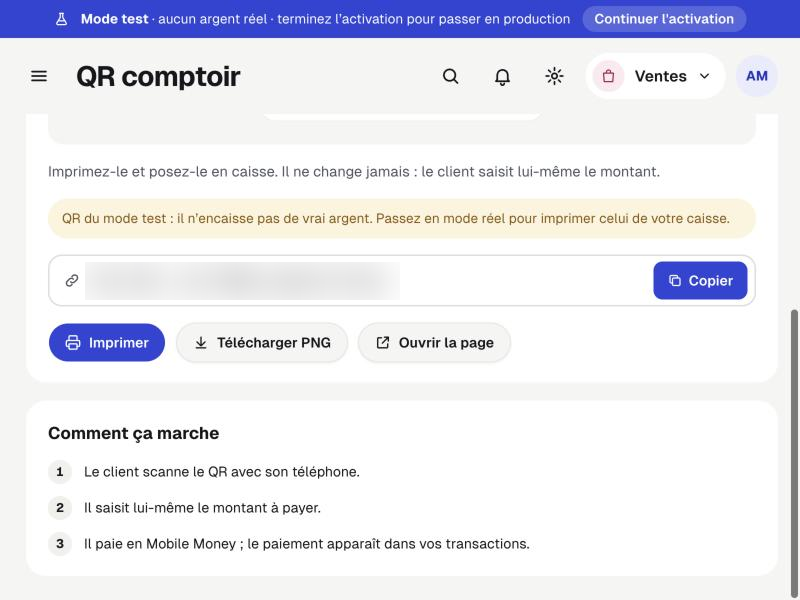 Mode test · aucun argent réel · terminez l'activation pour passer en production Continuer l'activation
QR comptoir
Ventes
AM
Imprimez-le et posez-le en caisse. Il ne change jamais : le client saisit lui-même le montant.
QR du mode test : il n'encaisse pas de vrai argent. Passez en mode réel pour imprimer celui de votre caisse.
Copier
Imprimer
Télécharger PNG
Ouvrir la page
Comment ça marche
1 Le client scanne le QR avec son téléphone.
2 Il saisit lui-même le montant à payer.
3 Il paie en Mobile Money ; le paiement apparaît dans vos transactions.